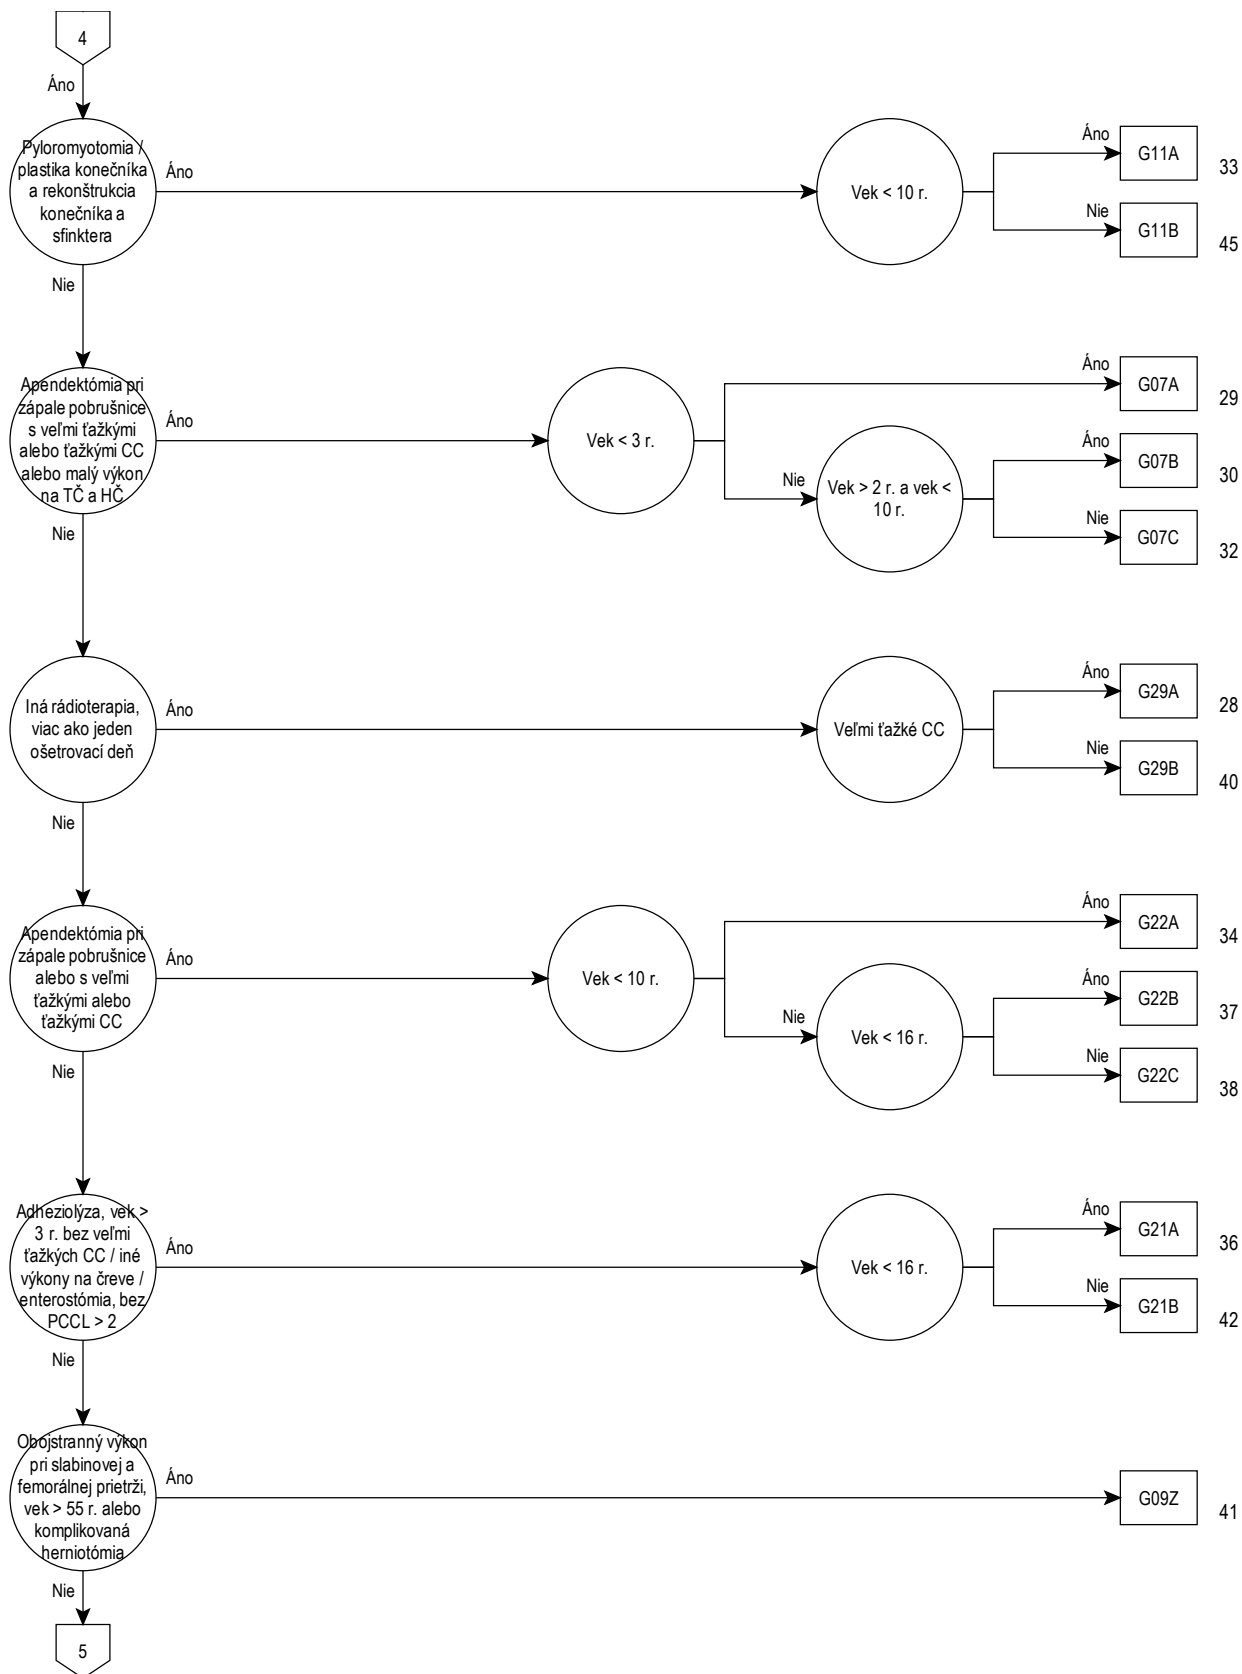 4
Áno
Pyloromyotomia /
plastika konečníka
a rekonštrukcia
konečníka a
sfinktera
Áno
Vek < 10 r.
Áno
G11A
33
Nie
G11B
45
Nie
Apendektómia pri
zápale pobrušnice
s veľmi ťažkými
alebo ťažkými CC
alebo malý výkon
na TČ a HČ
Áno
Vek < 3 r.
Áno
G07A
29
Nie
Vek > 2 r. a vek <
10 r.
Áno
G07B
30
Nie
G07C
32
Nie
Iná rádioterapia,
viac ako jeden
ošetrovací deň
Áno
Veľmi ťažké CC
Áno
G29A
28
Nie
G29B
40
Nie
Apendektómia pri
zápale pobrušnice
alebo s veľmi
ťažkými alebo
ťažkými CC
Áno
Vek < 10 r.
Áno
G22A
34
Nie
Vek < 16 r.
Áno
G22B
37
Nie
G22C
38
Nie
Adheziolýza, vek >
3 r. bez veľmi
ťažkých CC / iné
výkony na čreve /
enterostómia, bez
PCCL > 2
Áno
Vek < 16 r.
Áno
G21A
36
Nie
G21B
42
Nie
Obojstranný výkon
pri slabinovej a
femorálnej prietrži,
vek > 55 r. alebo
komplikovaná
herniotómia
Áno
G09Z
41
Nie
5